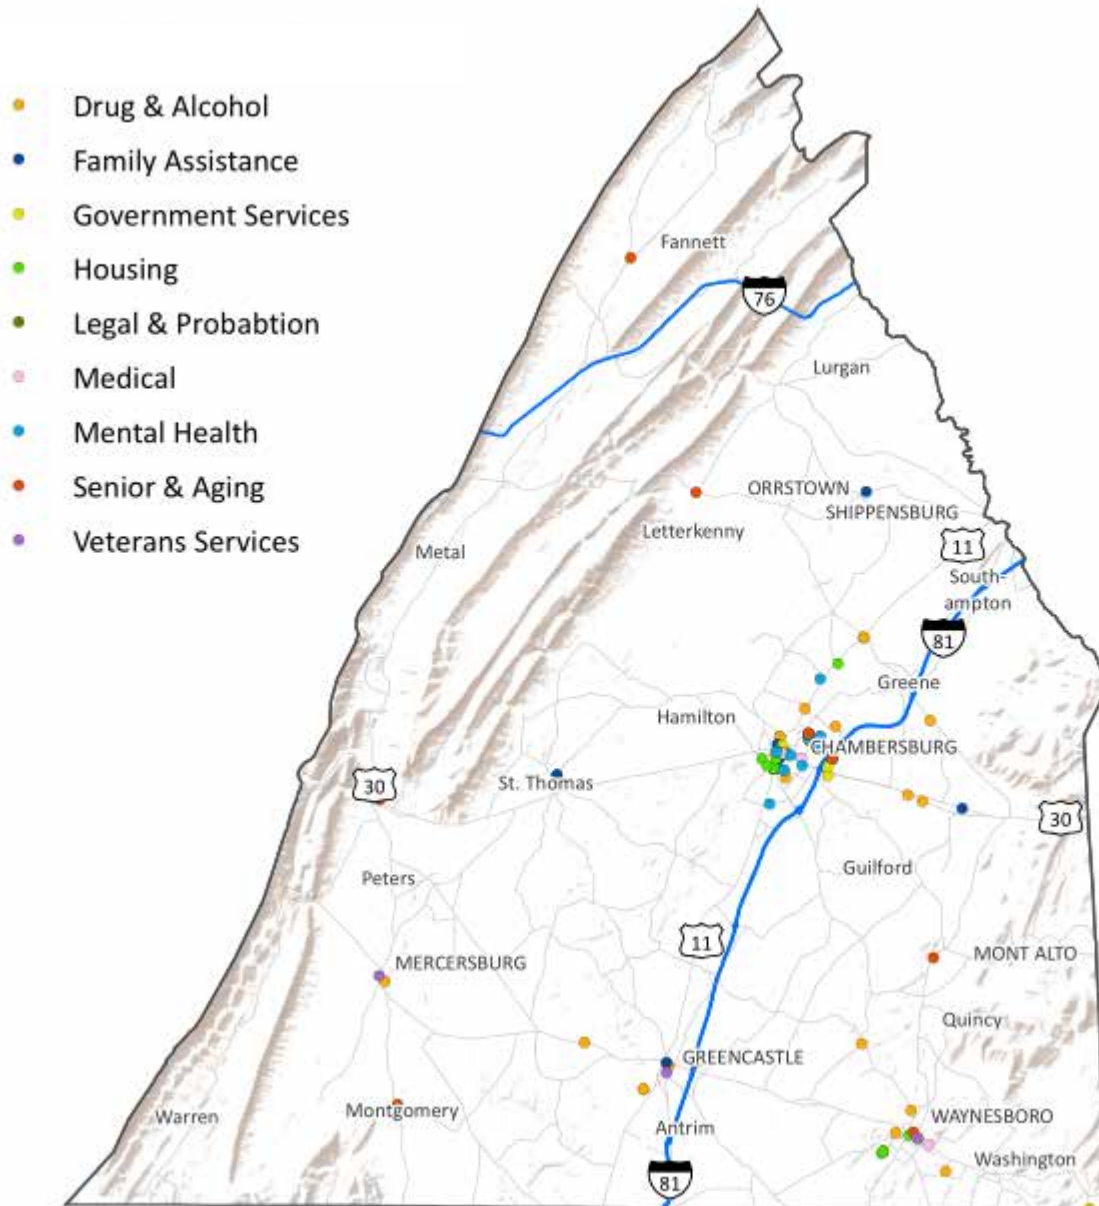 Drug & Alcohol
Family Assistance
Government Services
Housing
Legal & Probabtion
Medical
Mental Health
Senior & Aging
Veterans Services
Fannett
76
Lurgan
ORRSTOWN
SHIPPENSBURG
Letterkenny
Metal
11
South-
ampton
81
Greene
Hamilton
CHAMBERSBURG
30
St. Thomas
30
Guilford
Peters
11
MERCERSBURG
MONT ALTO
Quincy
GREENCASTLE
Warren
Montgomery
WAYNESBORO
Antrim
Washington
81